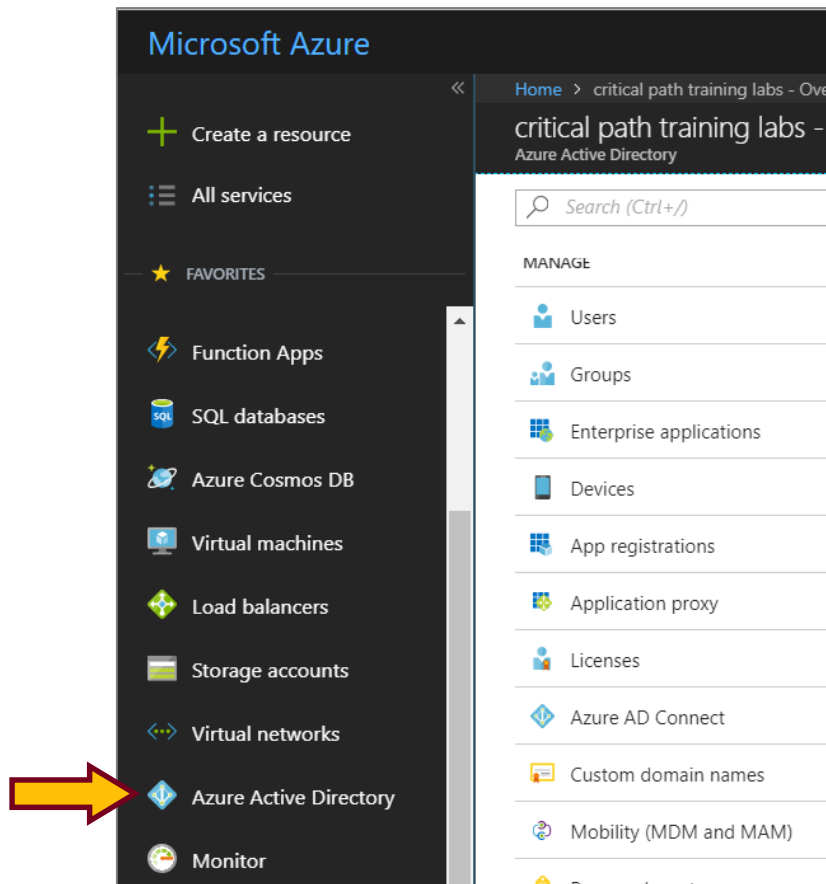 Microsoft Azure
Create a resource
All services
FAVORITES
Function Apps
SQL
SQL databases
Azure Cosmos DB
Virtual machines
Load balancers
Storage accounts
Virtual networks
Azure Active Directory
Monitor
Home > critical path training labs - Ove
critical path training labs -
Azure Active Directory
Search (Ctrl+/)
MANAGE
Users
Groups
Enterprise applications
Devices
App registrations
Application proxy
Licenses
Azure AD Connect
Custom domain names
Mobility (MDM and MAM)